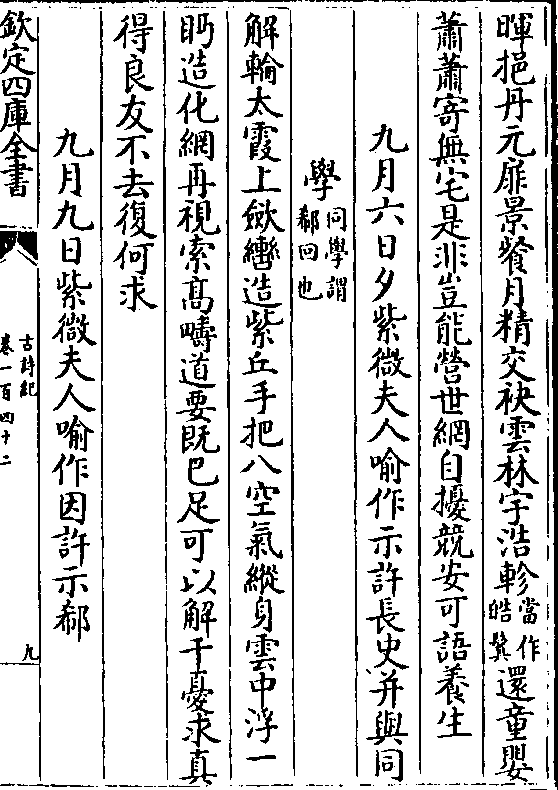 暉挹丹元扉景餐月精交袂雲林宇浩軫當作皓鬒還童嬰
蕭蕭寄無宅是非豈能營世網自擾競安可語養生
九月六日夕紫微夫人喻作示許長史并與同
學同學謂郗回也
解輪太霞上歛轡造紫丘手把八空氣縱身雲中浮一
眄造化網再視索高疇道要既已足可以解千憂求真
得良友不去復何求
九月九日紫微夫人喻作因許示郗
欽定四庫全書
古詩紀
卷一百四十二
九